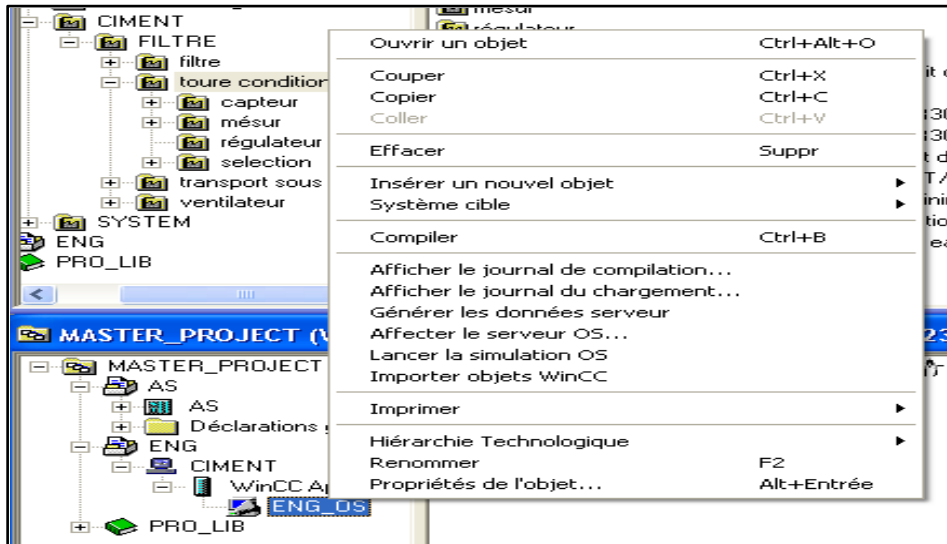 CIMENT
FILTRE
filtre
toure condition
capteur
mésur
régulateur
selection
transport sous
ventilateur
SYSTEM
ENG
PRO_LIB
mesur
régulateur
Ouvrir un objet Ctrl+Alt+O
Couper Ctrl+X
Copier Ctrl+C
Coller Ctrl+V
Effacer Suppr
Insérer un nouvel objet
Système cible
Compiler Ctrl+B
Afficher le journal de compilation...
Afficher le journal du chargement...
Générer les données serveur
Affecter le serveur OS...
Lancer la simulation OS
Importer objets WinCC
Imprimer
Hiérarchie Technologique
Renommer F2
Propriétés de l'objet... Alt+Entrée
MASTER_PROJECT
MASTER_PROJECT
AS
AS
Déclarations
ENG
CIMENT
WinCC
ENG_OS
PRO_LIB